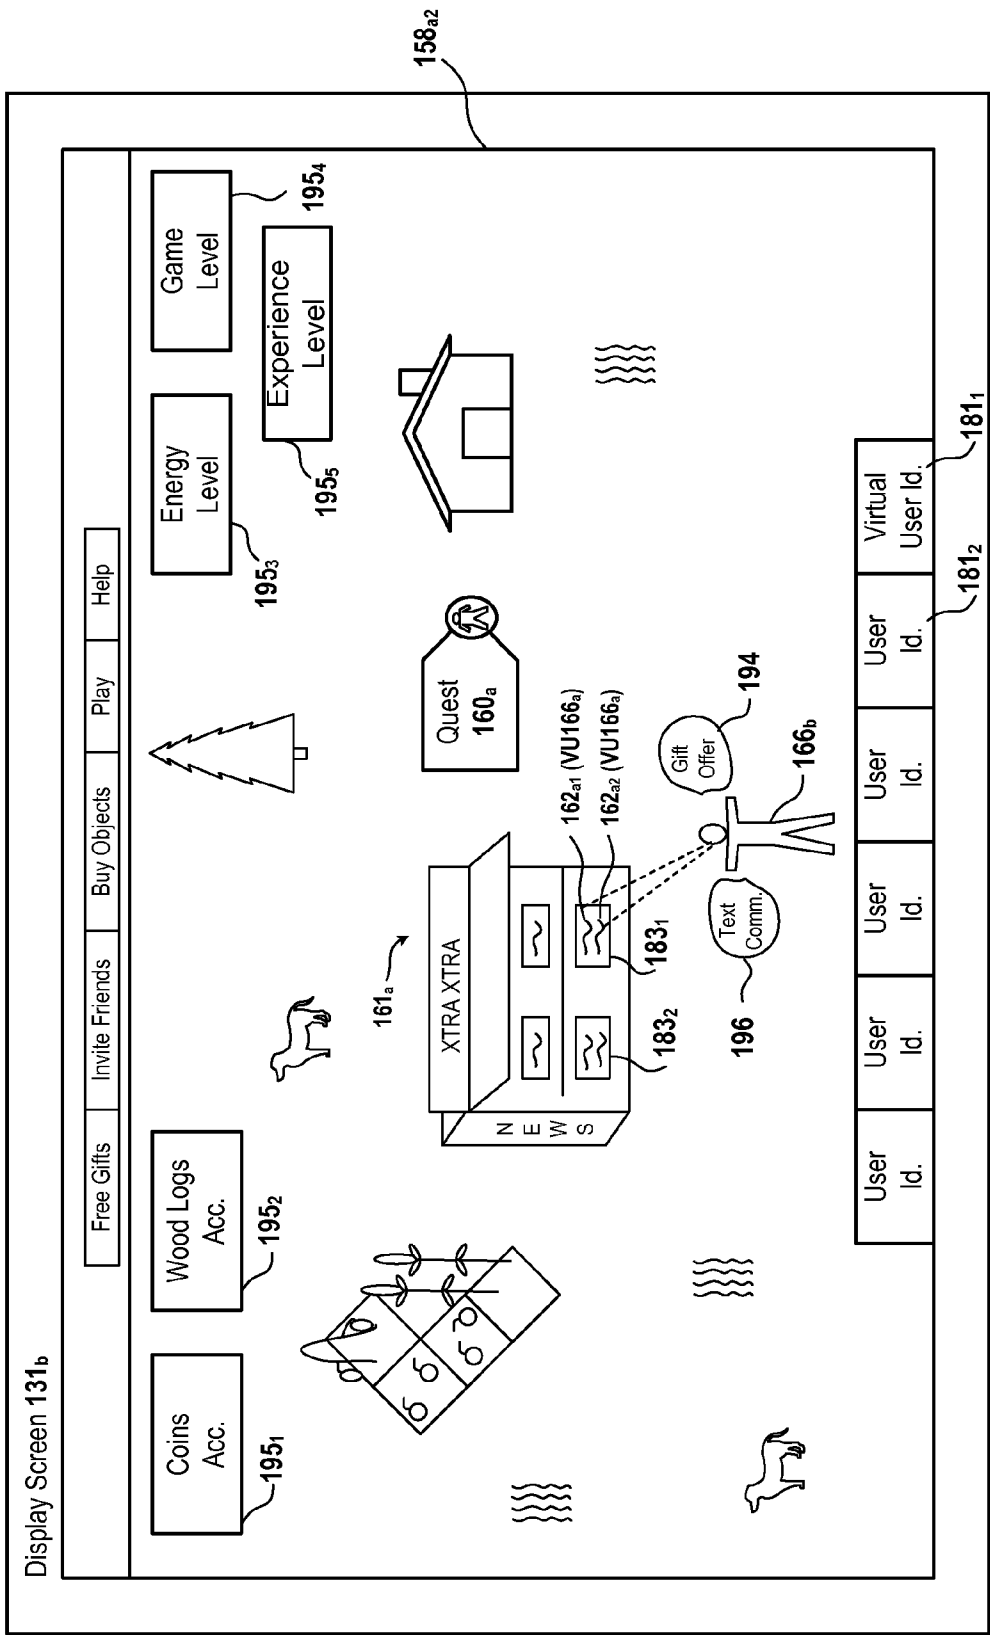 Display Screen 131b
158a2
Free Gifts
Invite Friends
Buy Objects
Play
Help
Coins
Acc.
195₁
Wood Logs
Acc.
195₂
Energy
Level
195₃
Game
Level
195₄
Experience
Level
195₅
161ₐ
XTRA XTRA
NEWS
183₂
183₁
Quest
160ₐ
162ₐ₁ (VU166ₐ)
162ₐ₂ (VU166ₐ)
Text
Comm.
196
Gift
Offer
194
166b
User
Id.
User
Id.
User
Id.
User
Id.
User
Id.
181₂
Virtual
User Id.
181₁